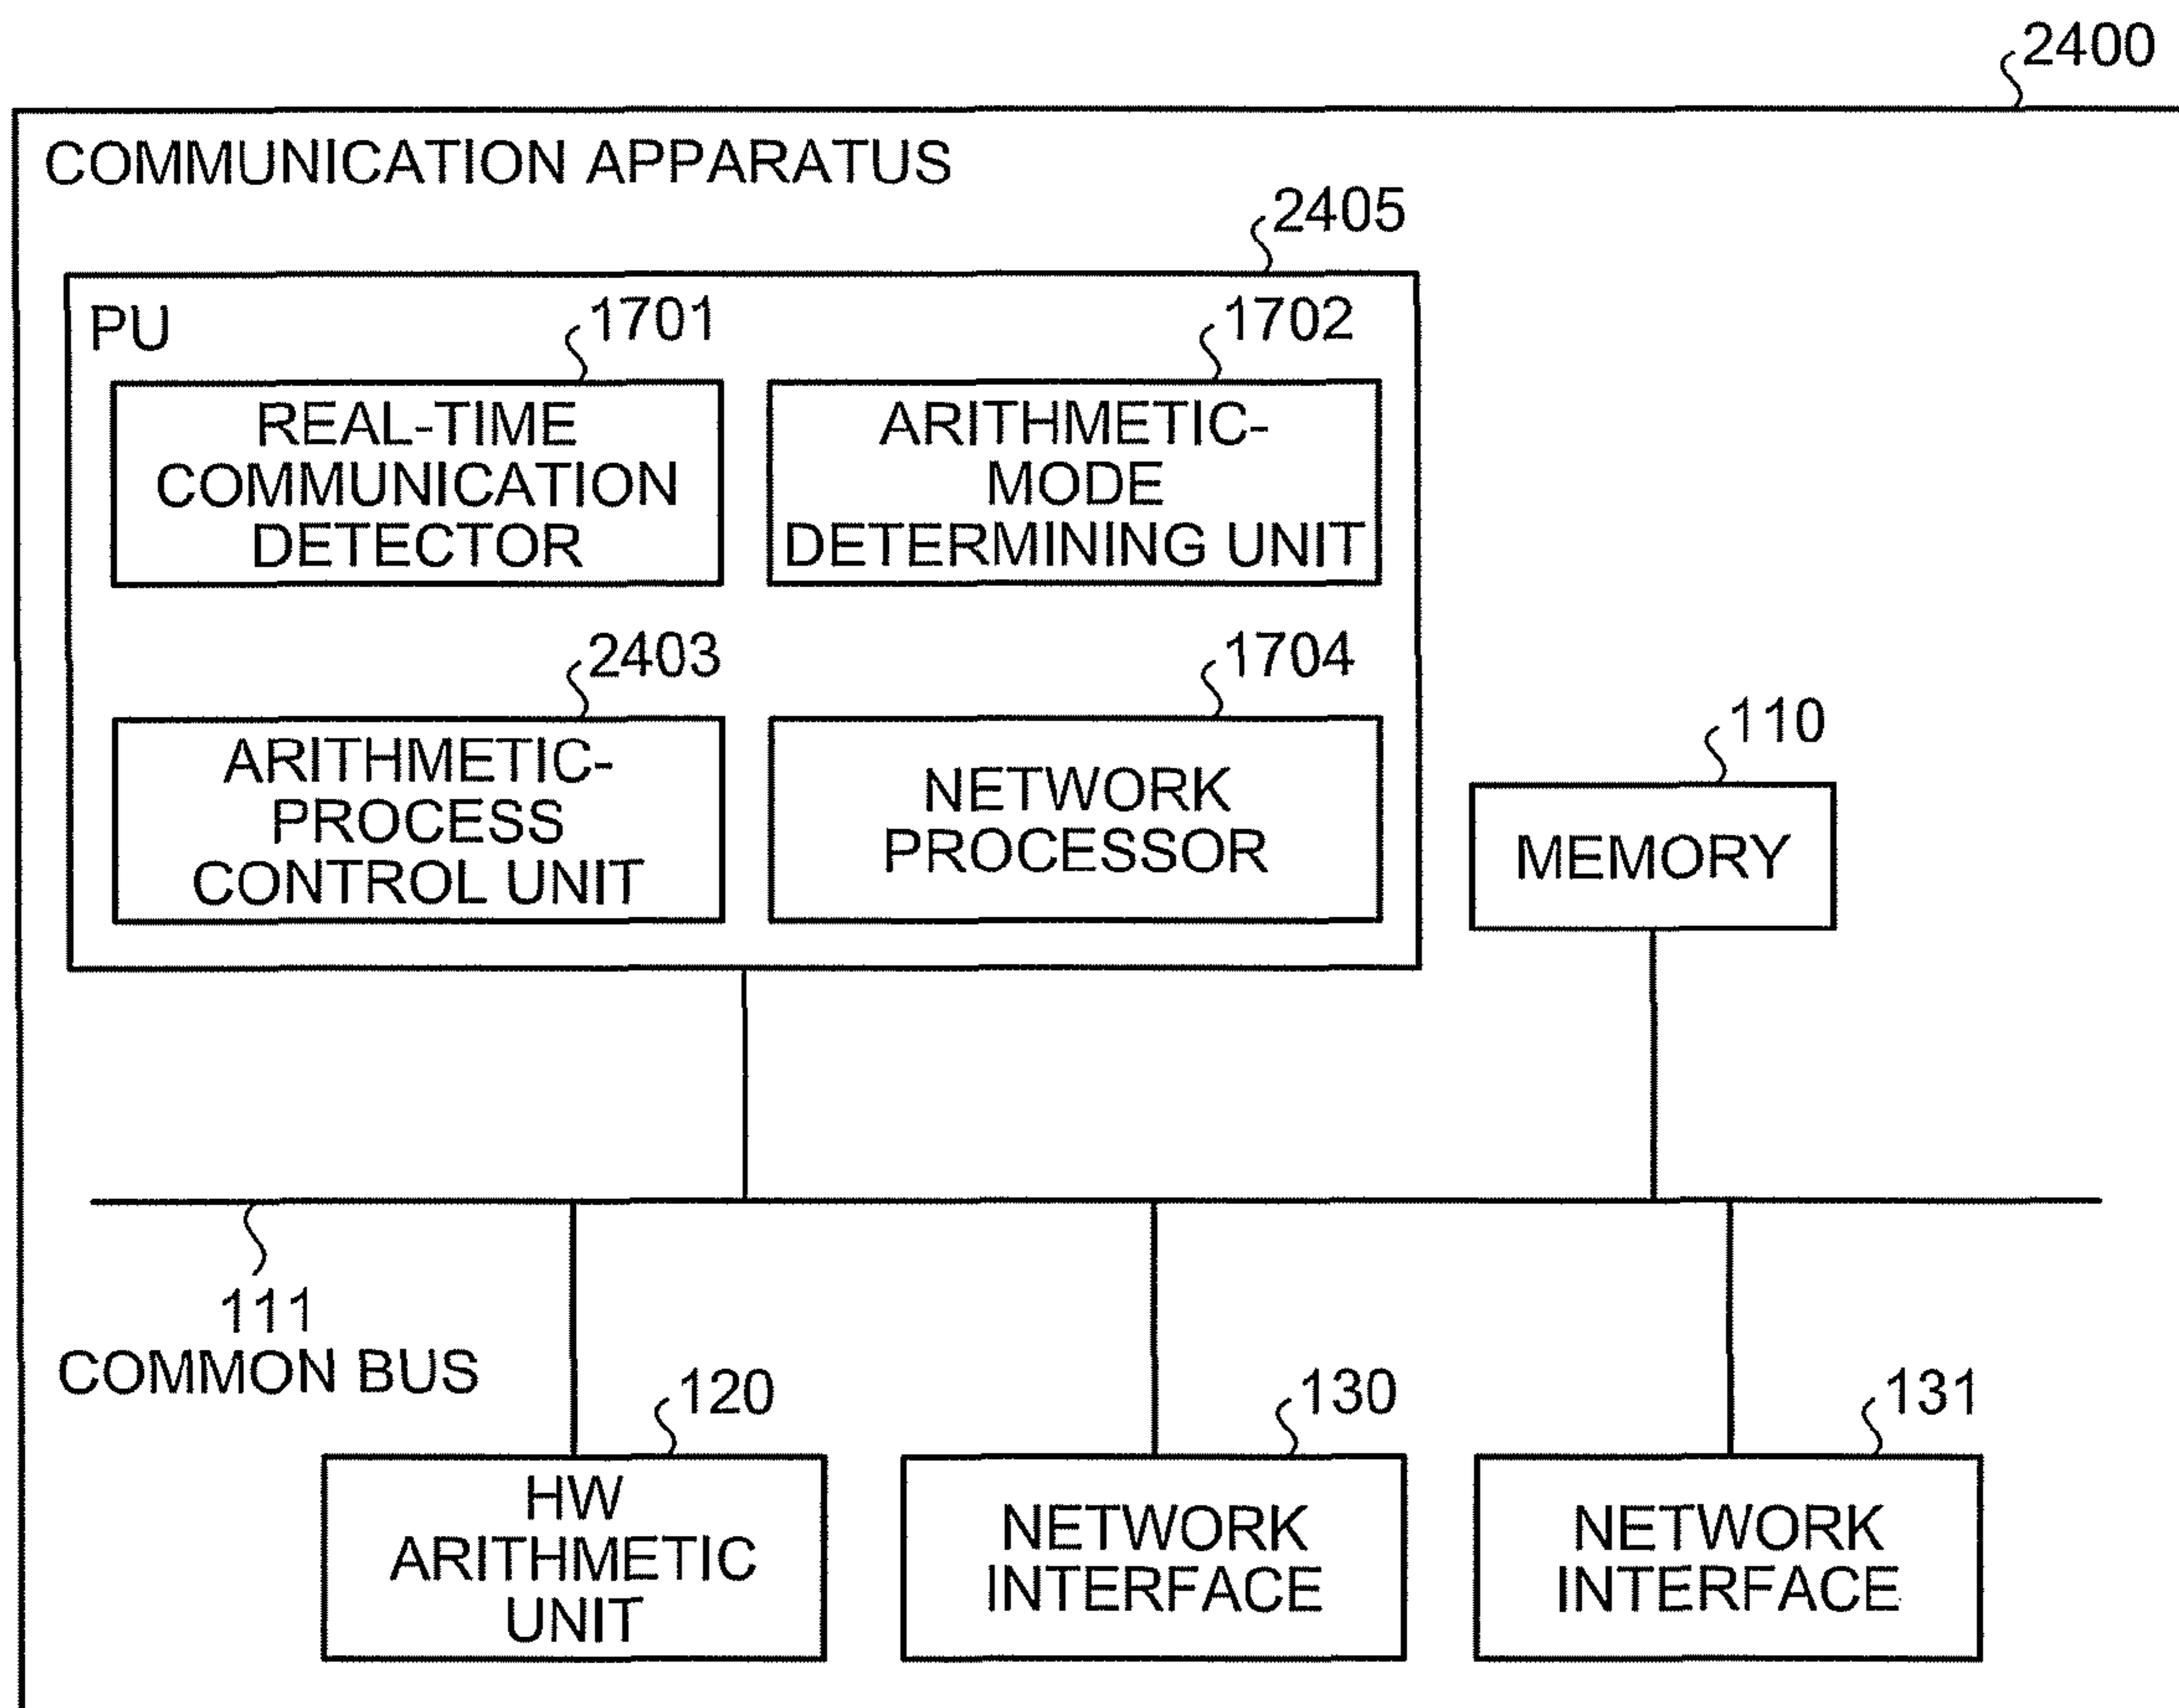 2400
COMMUNICATION APPARATUS
2405
PU
1701
1702
REAL-TIME
COMMUNICATION
DETECTOR
ARITHMETIC-
MODE
DETERMINING UNIT
2403
1704
ARITHMETIC-
PROCESS
CONTROL UNIT
NETWORK
PROCESSOR
110
MEMORY
111
COMMON BUS
120
130
131
HW
ARITHMETIC
UNIT
NETWORK
INTERFACE
NETWORK
INTERFACE